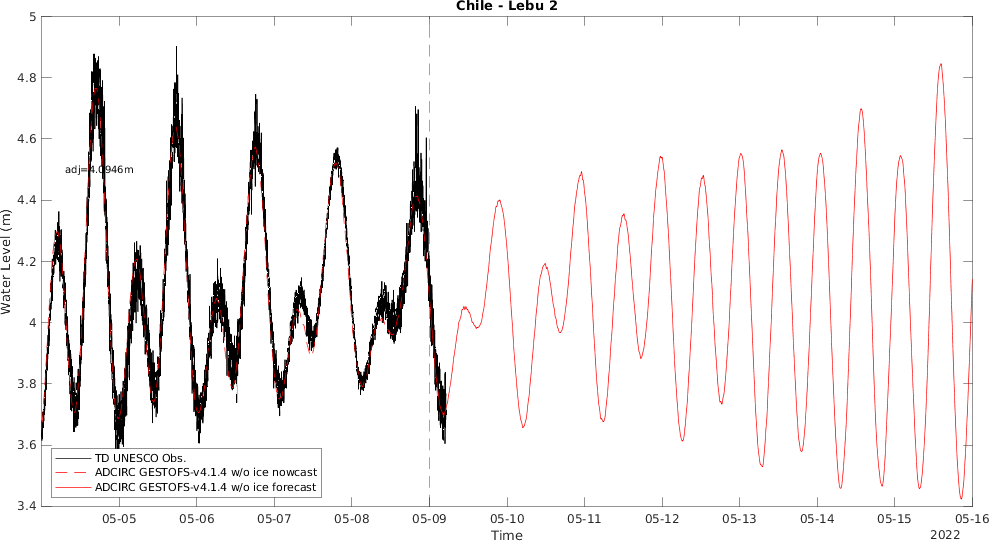 Chile - Lebu 2
5
4.8
4.6
4.4
4.2
4
3.8
3.6
3.4
Water Level (m)
adj=4.0946m
TD UNESCO Obs.
ADCIRC GESTOFS-v4.1.4 w/o ice nowcast
ADCIRC GESTOFS-v4.1.4 w/o ice forecast
05-05 05-06 05-07 05-08 05-09 05-10 05-11 05-12 05-13 05-14 05-15 05-16
Time
2022